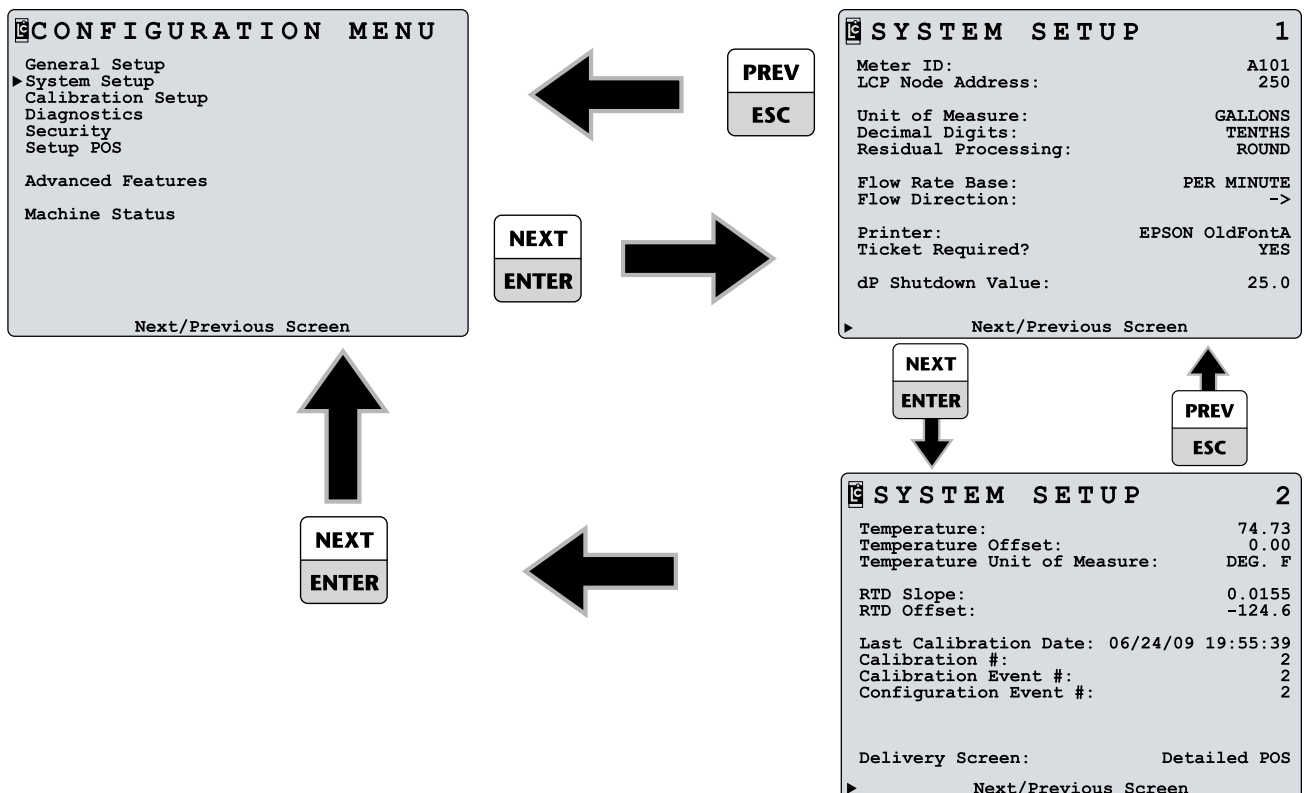 CONFIGURATION MENU
General Setup
▶System Setup
Calibration Setup
Diagnostics
Security
Setup POS
Advanced Features
Machine Status
Next/Previous Screen
PREV
ESC
NEXT
ENTER
SYSTEM SETUP 1
Meter ID: A101
LCP Node Address: 250
Unit of Measure: GALLONS
Decimal Digits: TENTHS
Residual Processing: ROUND
Flow Rate Base: PER MINUTE
Flow Direction: ->
Printer: EPSON OldFontA
Ticket Required? YES
dP Shutdown Value: 25.0
▶ Next/Previous Screen
NEXT
ENTER
PREV
ESC
SYSTEM SETUP 2
Temperature: 74.73
Temperature Offset: 0.00
Temperature Unit of Measure: DEG. F
RTD Slope: 0.0155
RTD Offset: -124.6
Last Calibration Date: 06/24/09 19:55:39
Calibration #: 2
Calibration Event #: 2
Configuration Event #: 2
Delivery Screen: Detailed POS
▶ Next/Previous Screen
NEXT
ENTER